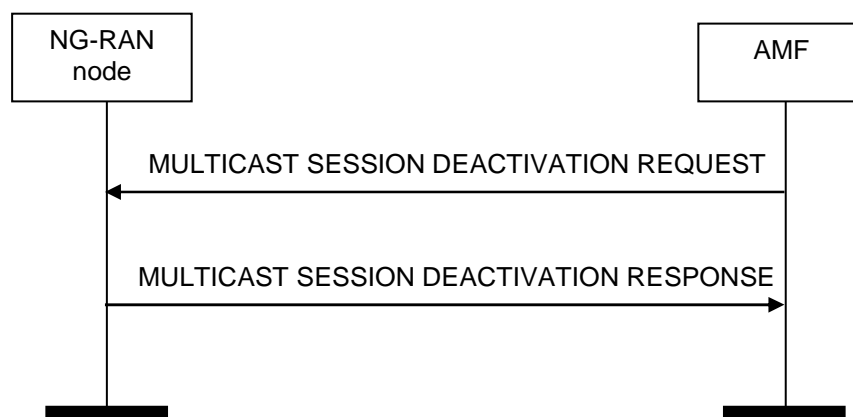 NG-RAN
node
AMF
MULTICAST SESSION DEACTIVATION REQUEST
MULTICAST SESSION DEACTIVATION RESPONSE